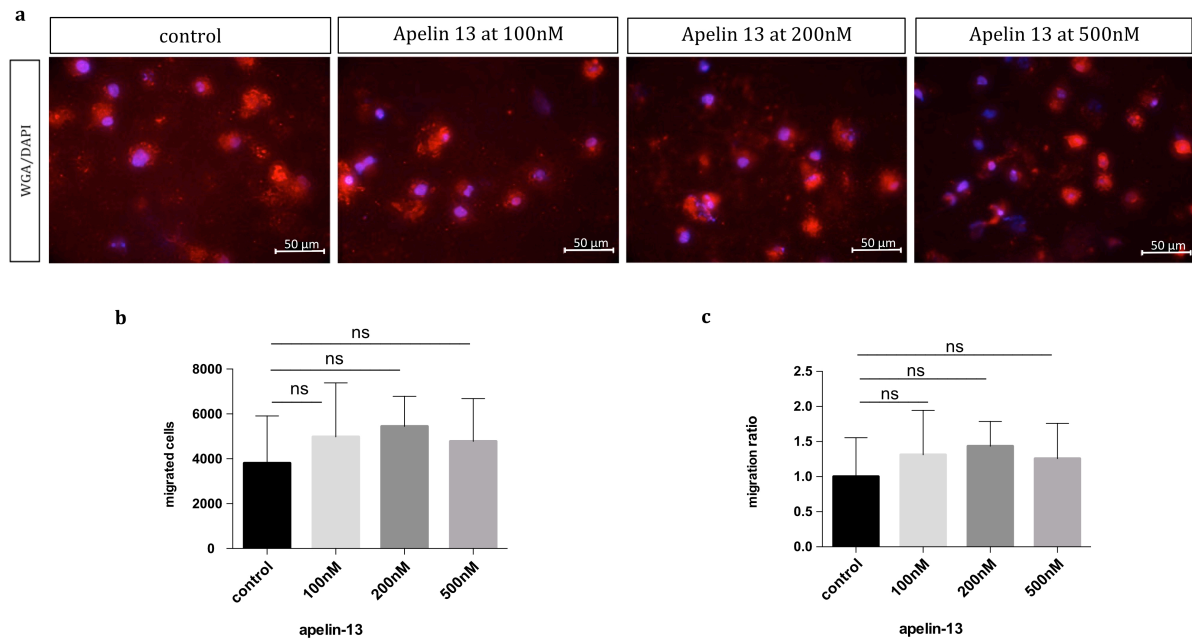 a
control
Apelin 13 at 100nM
Apelin 13 at 200nM
Apelin 13 at 500nM
WGA/DAPI
50 µm
50 µm
50 µm
50 µm
b
ns
ns
ns
8000
6000
4000
2000
0
migrated cells
control
100nM
200nM
500nM
apelin-13
c
ns
ns
ns
2.5
2.0
1.5
1.0
0.5
0.0
migration ratio
control
100nM
200nM
500nM
apelin-13